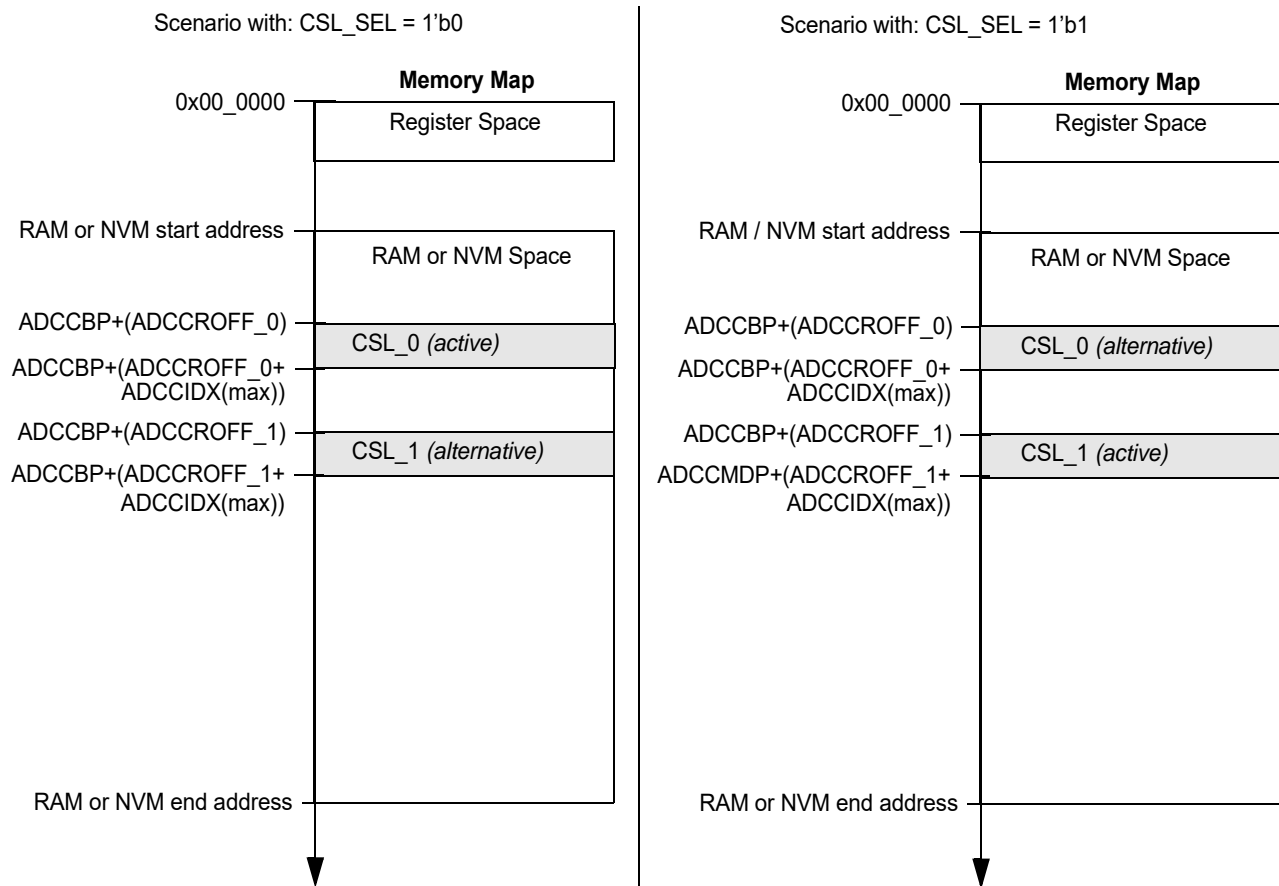 Scenario with: CSL_SEL = 1’b0
Memory Map
0x00_0000
Register Space
RAM or NVM start address
RAM or NVM Space
ADCCBP+(ADCCROFF_0)
CSL_0 (active)
ADCCBP+(ADCCROFF_0+
ADCCIDX(max))
ADCCBP+(ADCCROFF_1)
CSL_1 (alternative)
ADCCBP+(ADCCROFF_1+
ADCCIDX(max))
RAM or NVM end address
Scenario with: CSL_SEL = 1’b1
Memory Map
0x00_0000
Register Space
RAM / NVM start address
RAM or NVM Space
ADCCBP+(ADCCROFF_0)
CSL_0 (alternative)
ADCCBP+(ADCCROFF_0+
ADCCIDX(max))
ADCCBP+(ADCCROFF_1)
CSL_1 (active)
ADCCMDP+(ADCCROFF_1+
ADCCIDX(max))
RAM or NVM end address